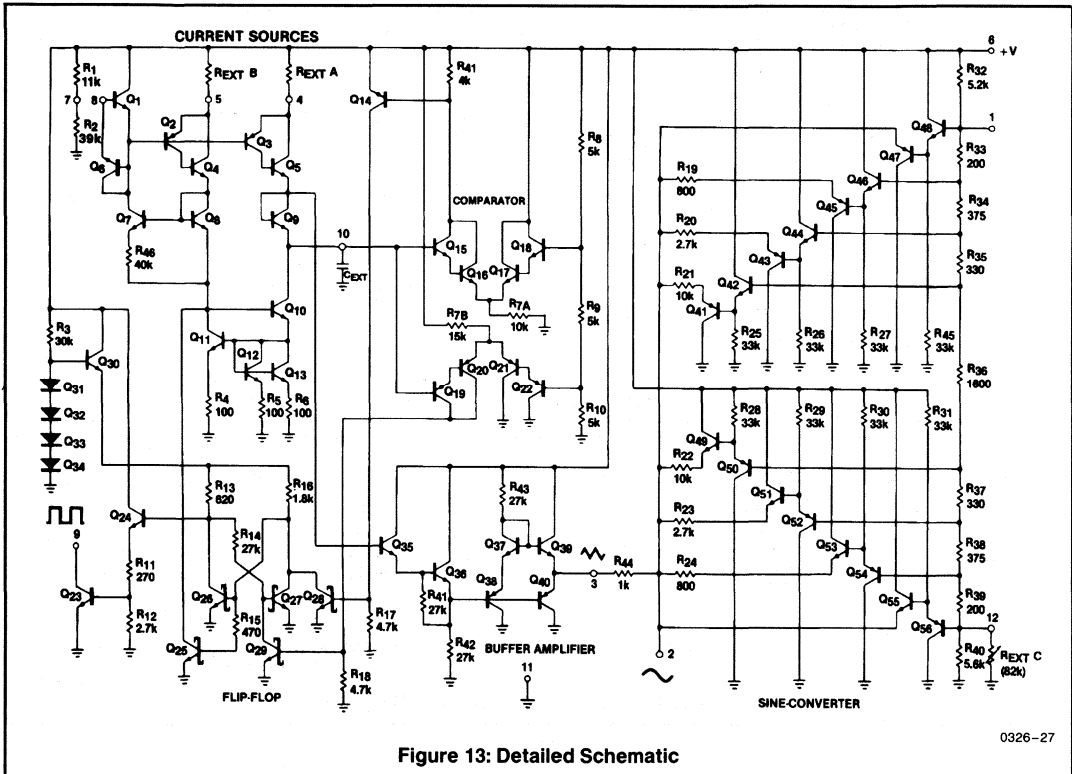 CURRENT SOURCES
R1
11k
7
8
Q1
R2
39k
REXT B
5
REXT A
4
Q2
Q3
Q4
Q5
Q6
Q7
Q8
Q9
R46
40k
10
CEXT
Q14
R41
4k
R8
5k
COMPARATOR
Q15
Q16
Q17
Q18
R7A
10k
R7B
15k
R9
5k
Q19
Q20
Q21
Q22
R10
5k
Q10
Q11
Q12
Q13
R4
100
R5
100
R6
100
R3
30k
Q30
Q31
Q32
Q33
Q34
9
Q24
R13
620
R16
1.8k
R14
27k
R11
270
R12
2.7k
Q23
Q26
Q27
Q28
R15
470
Q25
Q29
R17
4.7k
R18
4.7k
FLIP-FLOP
Q35
Q36
R41
27k
R42
27k
R43
27k
Q37
Q38
Q39
Q40
3
R44
1k
BUFFER AMPLIFIER
11
6
+V
R32
5.2k
1
Q48
Q47
R33
200
R19
800
Q46
Q45
R34
375
R20
2.7k
Q44
Q43
R35
330
R21
10k
Q42
Q41
R25
33k
R26
33k
R27
33k
R45
33k
R36
1600
R28
33k
R29
33k
R30
33k
R31
33k
Q49
R22
10k
Q50
R37
330
Q51
R23
2.7k
Q52
R38
375
Q53
R24
800
Q54
R39
200
Q55
Q56
12
R40
5.6k
REXT C
(82k)
2
SINE-CONVERTER
0326-27
Figure 13: Detailed Schematic